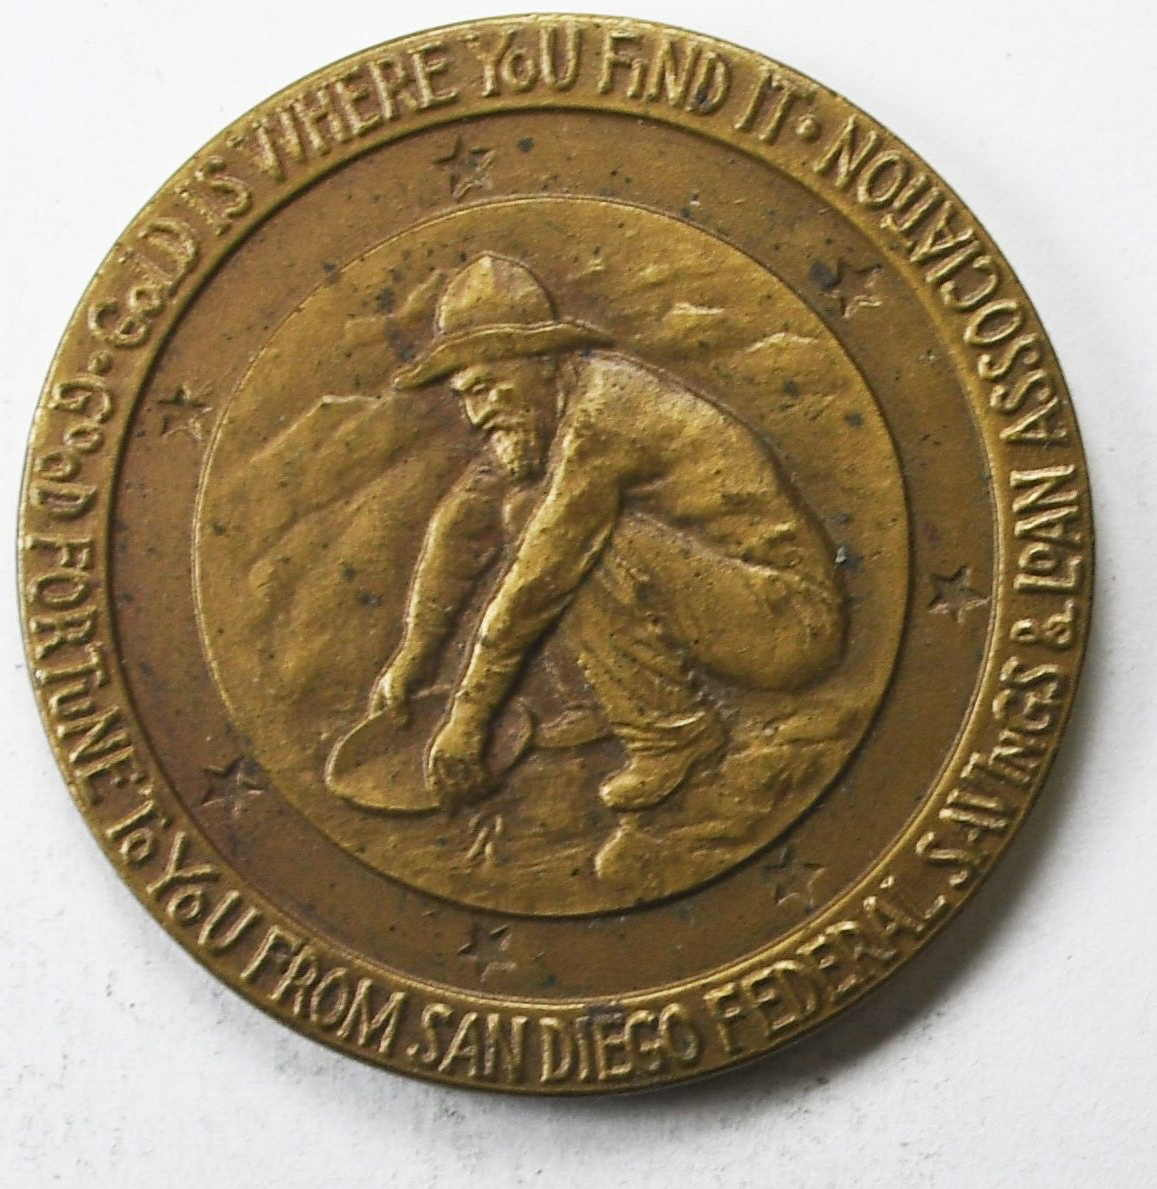 GOLD IS WHERE YOU FIND IT •
GOOD FORTUNE TO YOU FROM SAN DIEGO FEDERAL SAVINGS & LOAN ASSOCIATION •